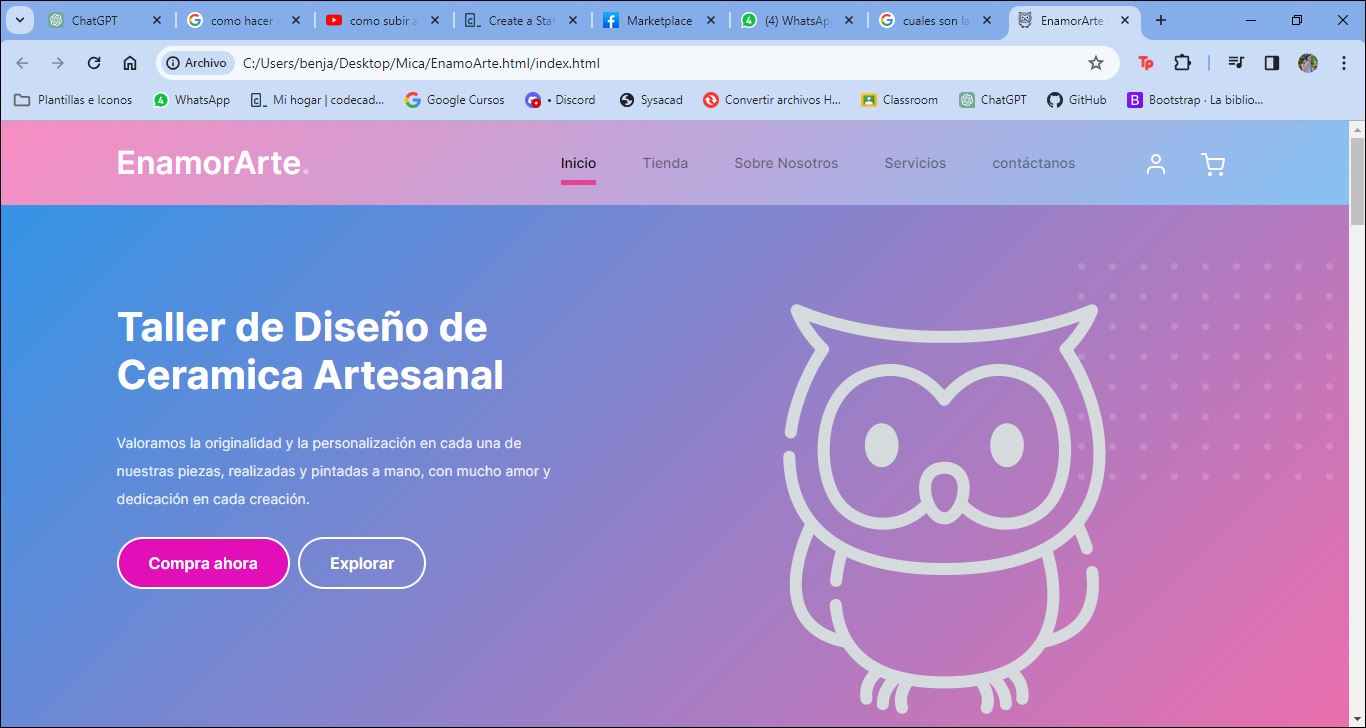 ChatGPT
como hacer
como subir a
Create a Stat
Marketplace
(4) WhatsAp
cuales son la
EnamorArte
Archivo
C:/Users/benja/Desktop/Mica/EnamoArte.html/index.html
Tp
Plantillas e Iconos
WhatsApp
Mi hogar | codecad...
Google Cursos
• Discord
Sysacad
Convertir archivos H...
Classroom
ChatGPT
GitHub
Bootstrap · La biblio...
EnamorArte.
Inicio
Tienda
Sobre Nosotros
Servicios
contáctanos
Taller de Diseño de
Ceramica Artesanal
Valoramos la originalidad y la personalización en cada una de
nuestras piezas, realizadas y pintadas a mano, con mucho amor y
dedicación en cada creación.
Compra ahora
Explorar